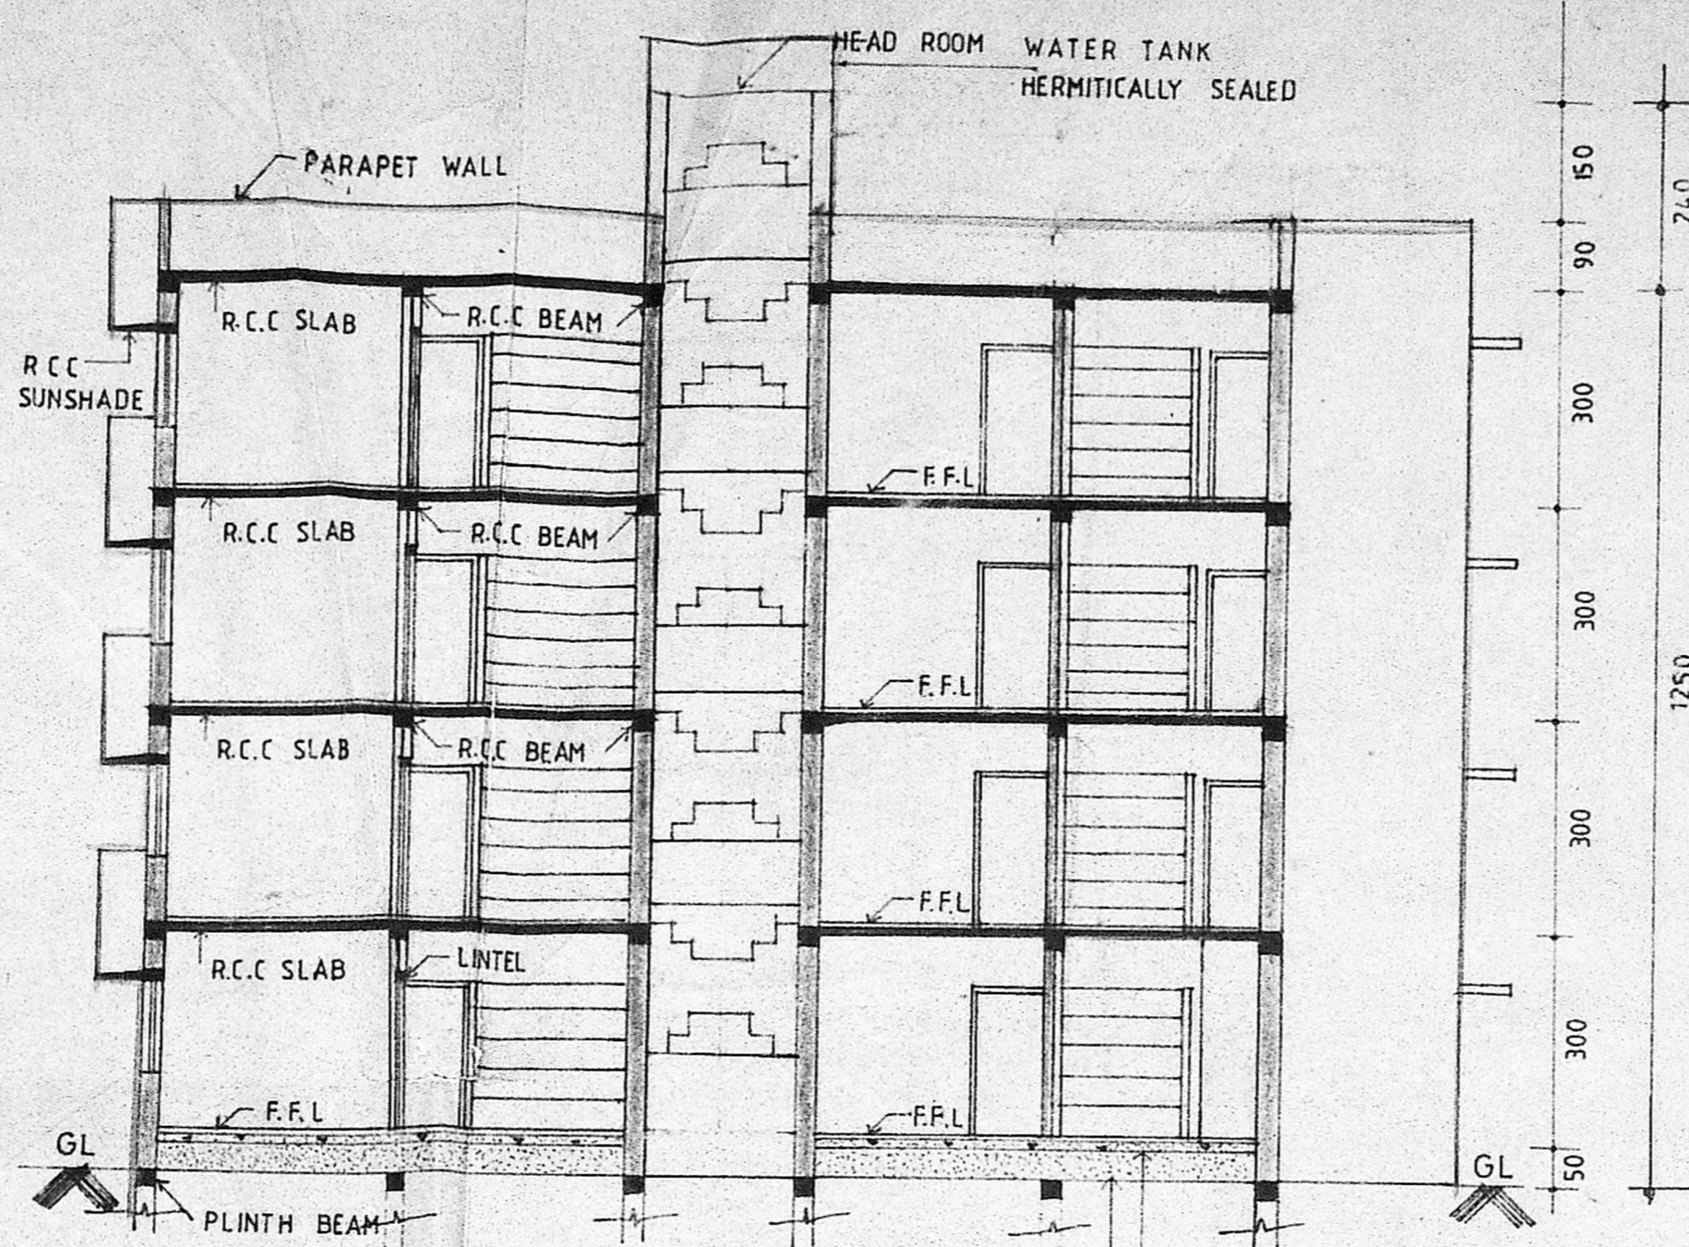 HEAD ROOM WATER TANK
HERMITICALLY SEALED
PARAPET WALL
150
240
90
R.C.C SLAB
R.C.C BEAM
RCC
SUNSHADE
300
F.F.L
R.C.C SLAB
R.C.C BEAM
300
F.F.L
1250
R.C.C SLAB
R.C.C BEAM
300
F.F.L
R.C.C SLAB
LINTEL
300
F.F.L
F.F.L
GL
GL
50
PLINTH BEAM